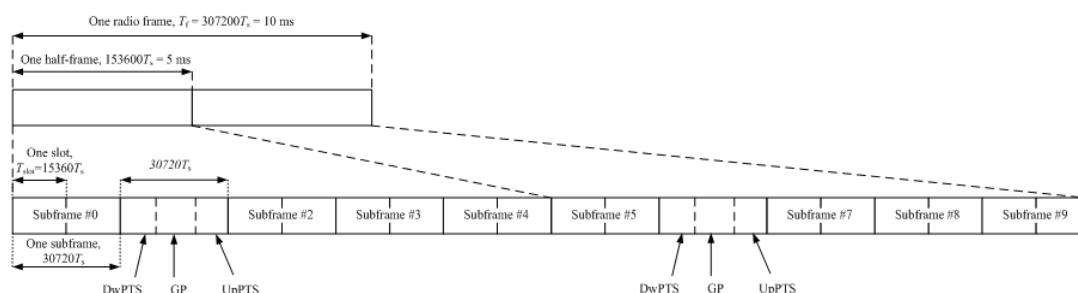 One radio frame, Tf = 307200Ts = 10 ms
One half-frame, 153600Ts = 5 ms
One slot,
Tslot=15360Ts
30720Ts
Subframe #0
Subframe #2
Subframe #3
Subframe #4
Subframe #5
Subframe #7
Subframe #8
Subframe #9
One subframe,
30720Ts
DwPTS
GP
UpPTS
DwPTS
GP
UpPTS